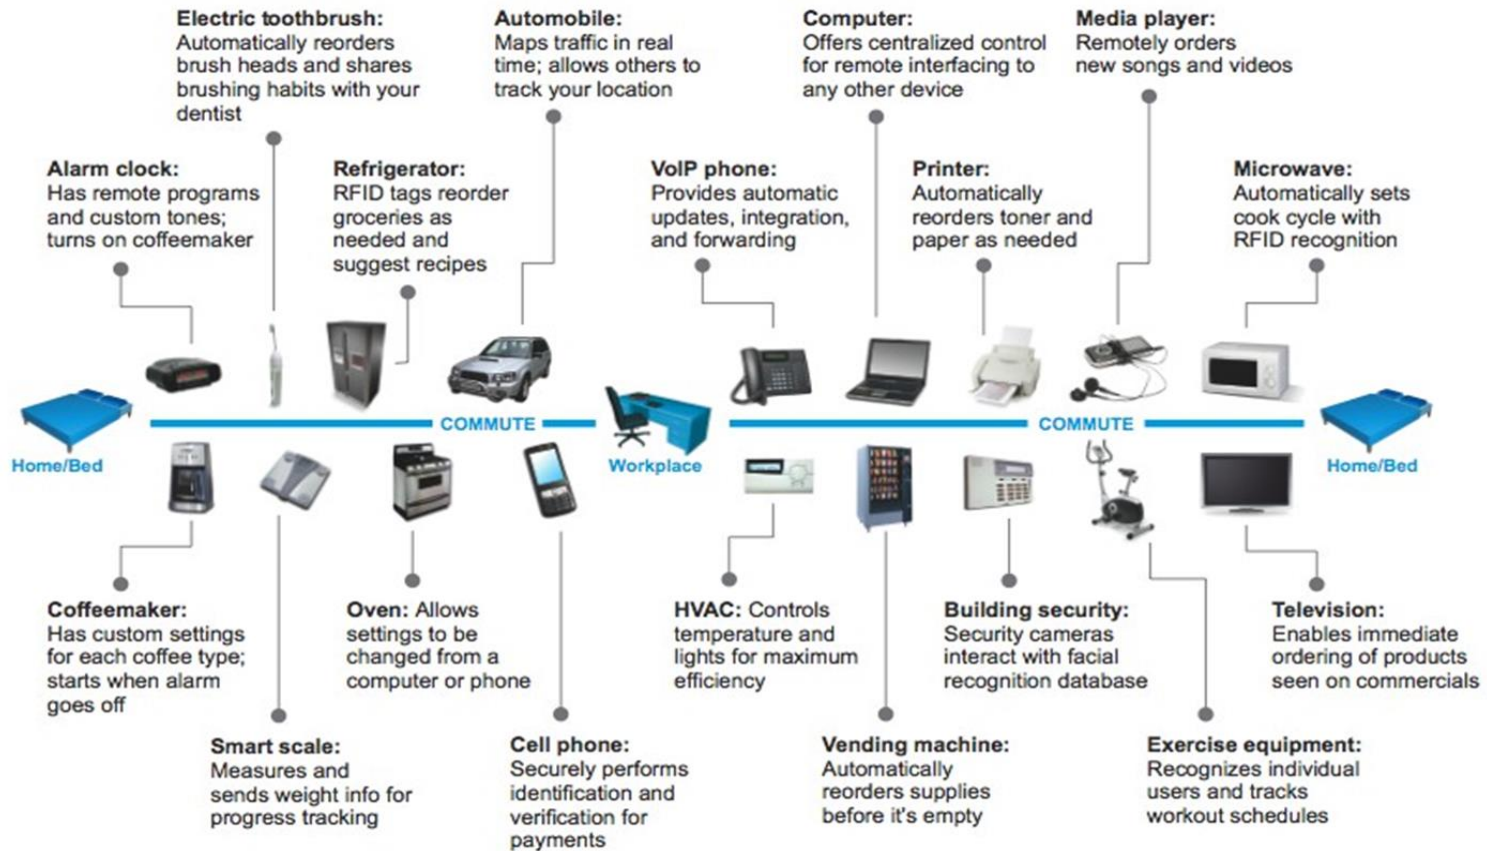 Electric toothbrush:
Automatically reorders
brush heads and shares
brushing habits with your
dentist
Automobile:
Maps traffic in real
time; allows others to
track your location
Computer:
Offers centralized control
for remote interfacing to
any other device
Media player:
Remotely orders
new songs and videos
Alarm clock:
Has remote programs
and custom tones;
turns on coffeemaker
Refrigerator:
RFID tags reorder
groceries as
needed and
suggest recipes
VoIP phone:
Provides automatic
updates, integration,
and forwarding
Printer:
Automatically
reorders toner and
paper as needed
Microwave:
Automatically sets
cook cycle with
RFID recognition
COMMUTE
COMMUTE
Home/Bed
Workplace
Home/Bed
Coffeemaker:
Has custom settings
for each coffee type;
starts when alarm
goes off
Oven: Allows
settings to be
changed from a
computer or phone
HVAC: Controls
temperature and
lights for maximum
efficiency
Building security:
Security cameras
interact with facial
recognition database
Television:
Enables immediate
ordering of products
seen on commercials
Smart scale:
Measures and
sends weight info for
progress tracking
Cell phone:
Securely performs
identification and
verification for
payments
Vending machine:
Automatically
reorders supplies
before it's empty
Exercise equipment:
Recognizes individual
users and tracks
workout schedules